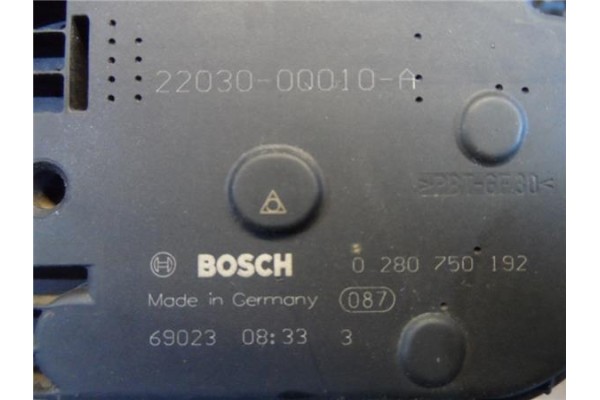 22030-0Q010-A
>PBT-GF30<
BOSCH 0 280 750 192
Made in Germany 087
69023 08:33 3